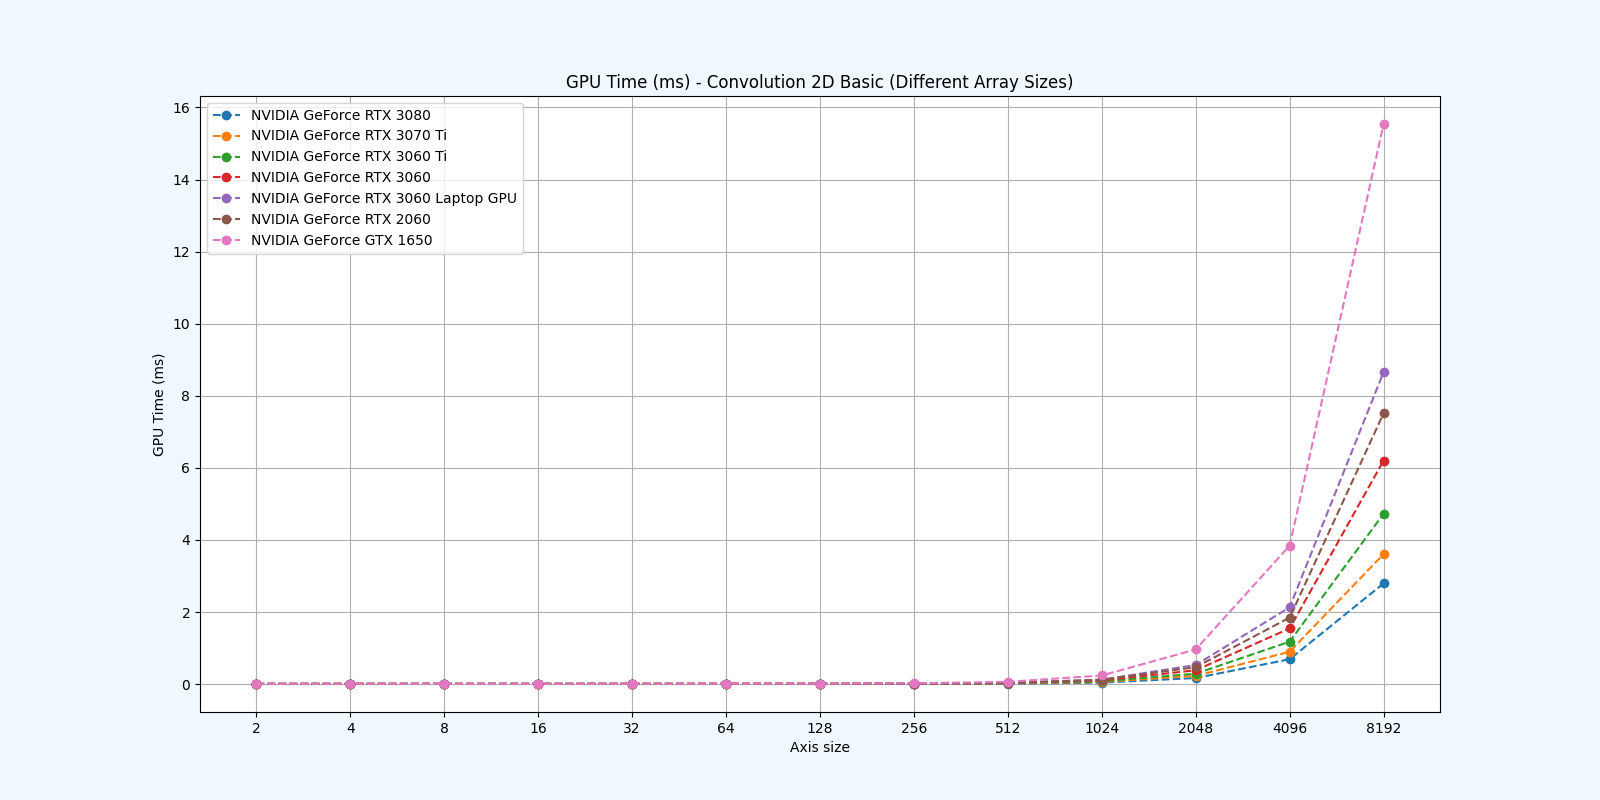 GPU Time (ms) - Convolution 2D Basic (Different Array Sizes)
NVIDIA GeForce RTX 3080
NVIDIA GeForce RTX 3070 Ti
NVIDIA GeForce RTX 3060 Ti
NVIDIA GeForce RTX 3060
NVIDIA GeForce RTX 3060 Laptop GPU
NVIDIA GeForce RTX 2060
NVIDIA GeForce GTX 1650
GPU Time (ms)
16
14
12
10
8
6
4
2
0
2 4 8 16 32 64 128 256 512 1024 2048 4096 8192
Axis size